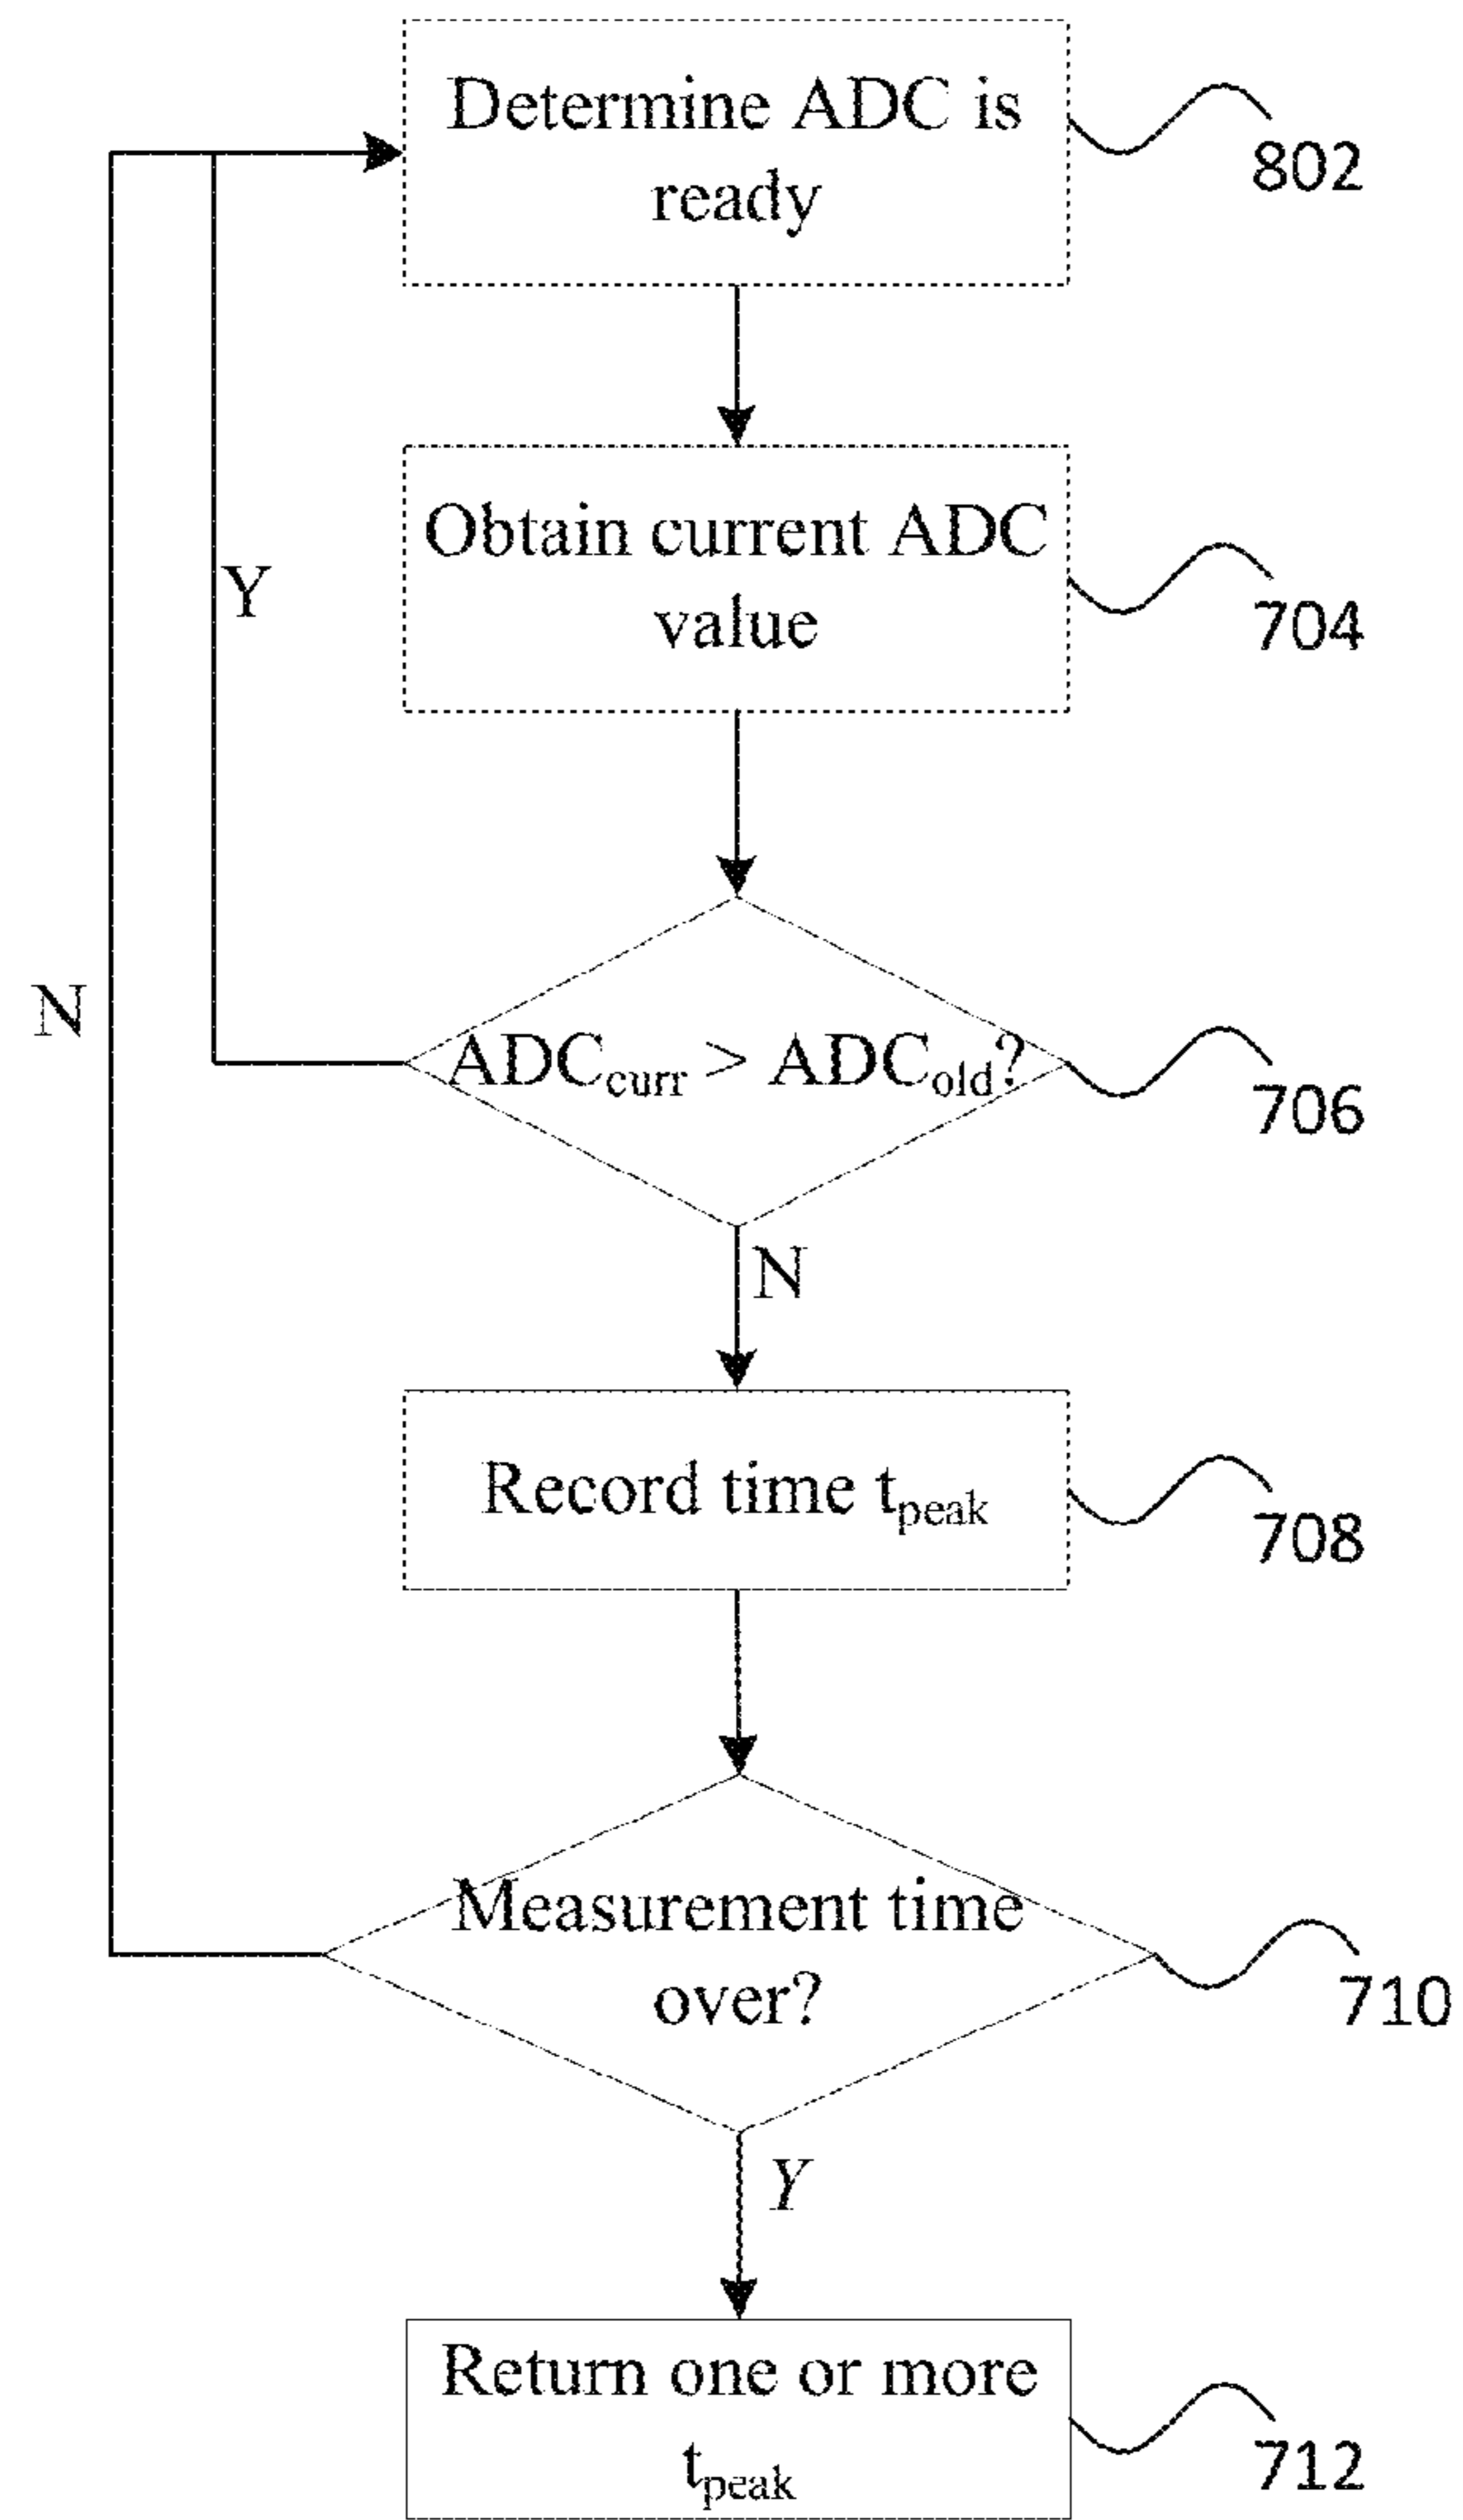 Determine ADC is
ready
802
Obtain current ADC
value
704
Y
N
ADCcurr > ADCold?
706
N
Record time tpeak
708
Measurement time
over?
710
Y
Return one or more
tpeak
712